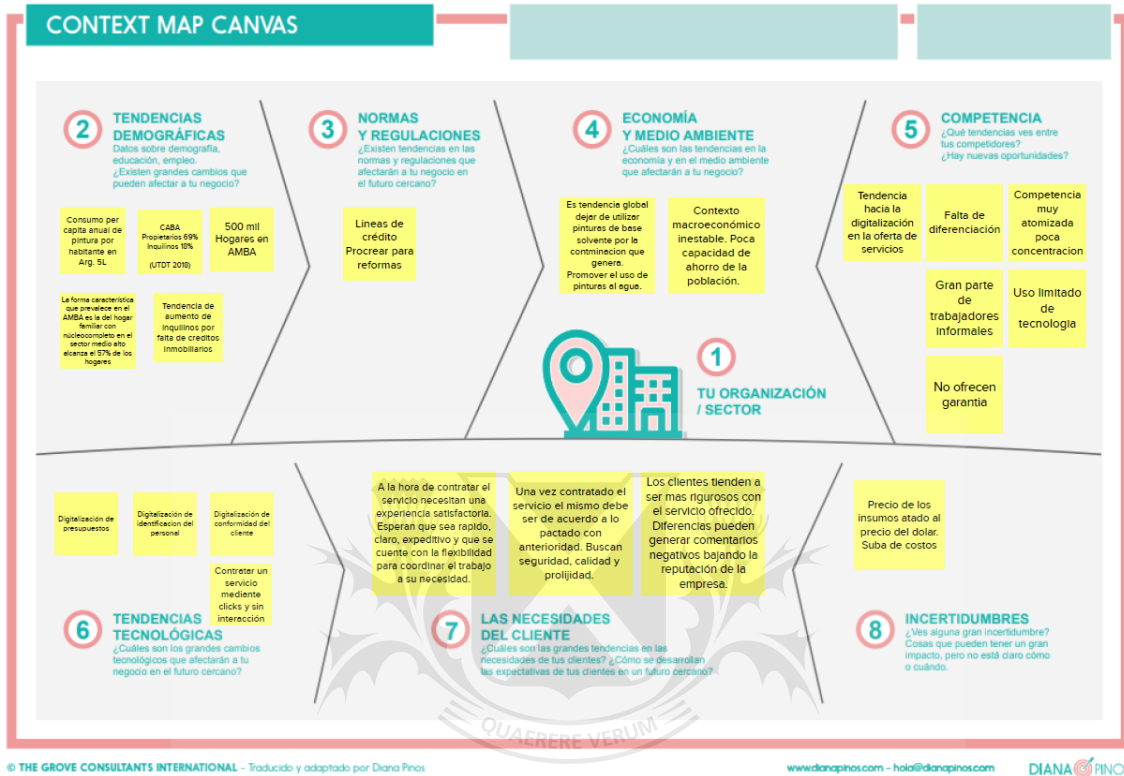 CONTEXT MAP CANVAS
2
TENDENCIAS
DEMOGRÁFICAS
Datos sobre demografía,
educación, empleo.
¿Existen grandes cambios que
pueden afectar a tu negocio?
Consumo per
capita anual de
pintura por
habitante en
Arg. 5L
CABA
Propietarios 69%
Inquilinos 18%
(UTDT 2018)
500 mil
Hogares en
AMBA
La forma característica
que prevalece en el
AMBA es la del hogar
familiar con
núcleocompleto en el
sector medio alto
alcanza el 57% de los
hogares
Tendencia de
aumento de
inquilinos por
falta de creditos
inmobiliarios
3
NORMAS
Y REGULACIONES
¿Existen tendencias en las
normas y regulaciones que
afectarán a tu negocio en
el futuro cercano?
Lineas de
crédito
Procrear para
reformas
4
ECONOMÍA
Y MEDIO AMBIENTE
¿Cuáles son las tendencias en la
economía y en el medio ambiente
que afectarán a tu negocio?
Es tendencia global
dejar de utilizar
pinturas de base
solvente por la
contminacion que
genera.
Promover el uso de
pinturas al agua.
Contexto
macroeconómico
inestable. Poca
capacidad de
ahorro de la
población.
5
COMPETENCIA
¿Qué tendencias ves entre
tus competidores?
¿Hay nuevas oportunidades?
Tendencia
hacia la
digitalización
en la oferta de
servicios
Falta de
diferenciación
Competencia
muy
atomizada
poca
concentracion
Gran parte
de
trabajadores
informales
Uso limitado
de
tecnologia
No ofrecen
garantia
1
TU ORGANIZACIÓN
/ SECTOR
Digitalización de
presupuestos
Digitalización de
identificacion del
personal
Digitalización de
conformidad del
cliente
Contratar un
servicio
mediante
clicks y sin
interacción
6
TENDENCIAS
TECNOLÓGICAS
¿Cuáles son los grandes cambios
tecnológicos que afectarán a tu
negocio en el futuro cercano?
A la hora de contratar el
servicio necesitan una
experiencia satisfactoria.
Esperan que sea rapido,
claro, expeditivo y que se
cuente con la flexibilidad
para coordinar el trabajo
a su necesidad.
Una vez contratado el
servicio el mismo debe
ser de acuerdo a lo
pactado con
anterioridad. Buscan
seguridad, calidad y
prolijidad.
Los clientes tienden a
ser mas rigurosos con
el servicio ofrecido.
Diferencias pueden
generar comentarios
negativos bajando la
reputación de la
empresa.
7
LAS NECESIDADES
DEL CLIENTE
¿Cuáles son las grandes tendencias en las
necesidades de tus clientes? ¿Cómo se desarrollan
las expectativas de tus clientes en un futuro cercano?
Precio de los
insumos atado al
precio del dolar.
Suba de costos
8
INCERTIDUMBRES
¿Ves alguna gran incertidumbre?
Cosas que pueden tener un gran
impacto, pero no está claro cómo
o cuándo.
QUAERERE VERUM
© THE GROVE CONSULTANTS INTERNATIONAL - Traducido y adaptado por Diana Pinos
www.dianapinos.com - hola@dianapinos.com
DIANA PINO